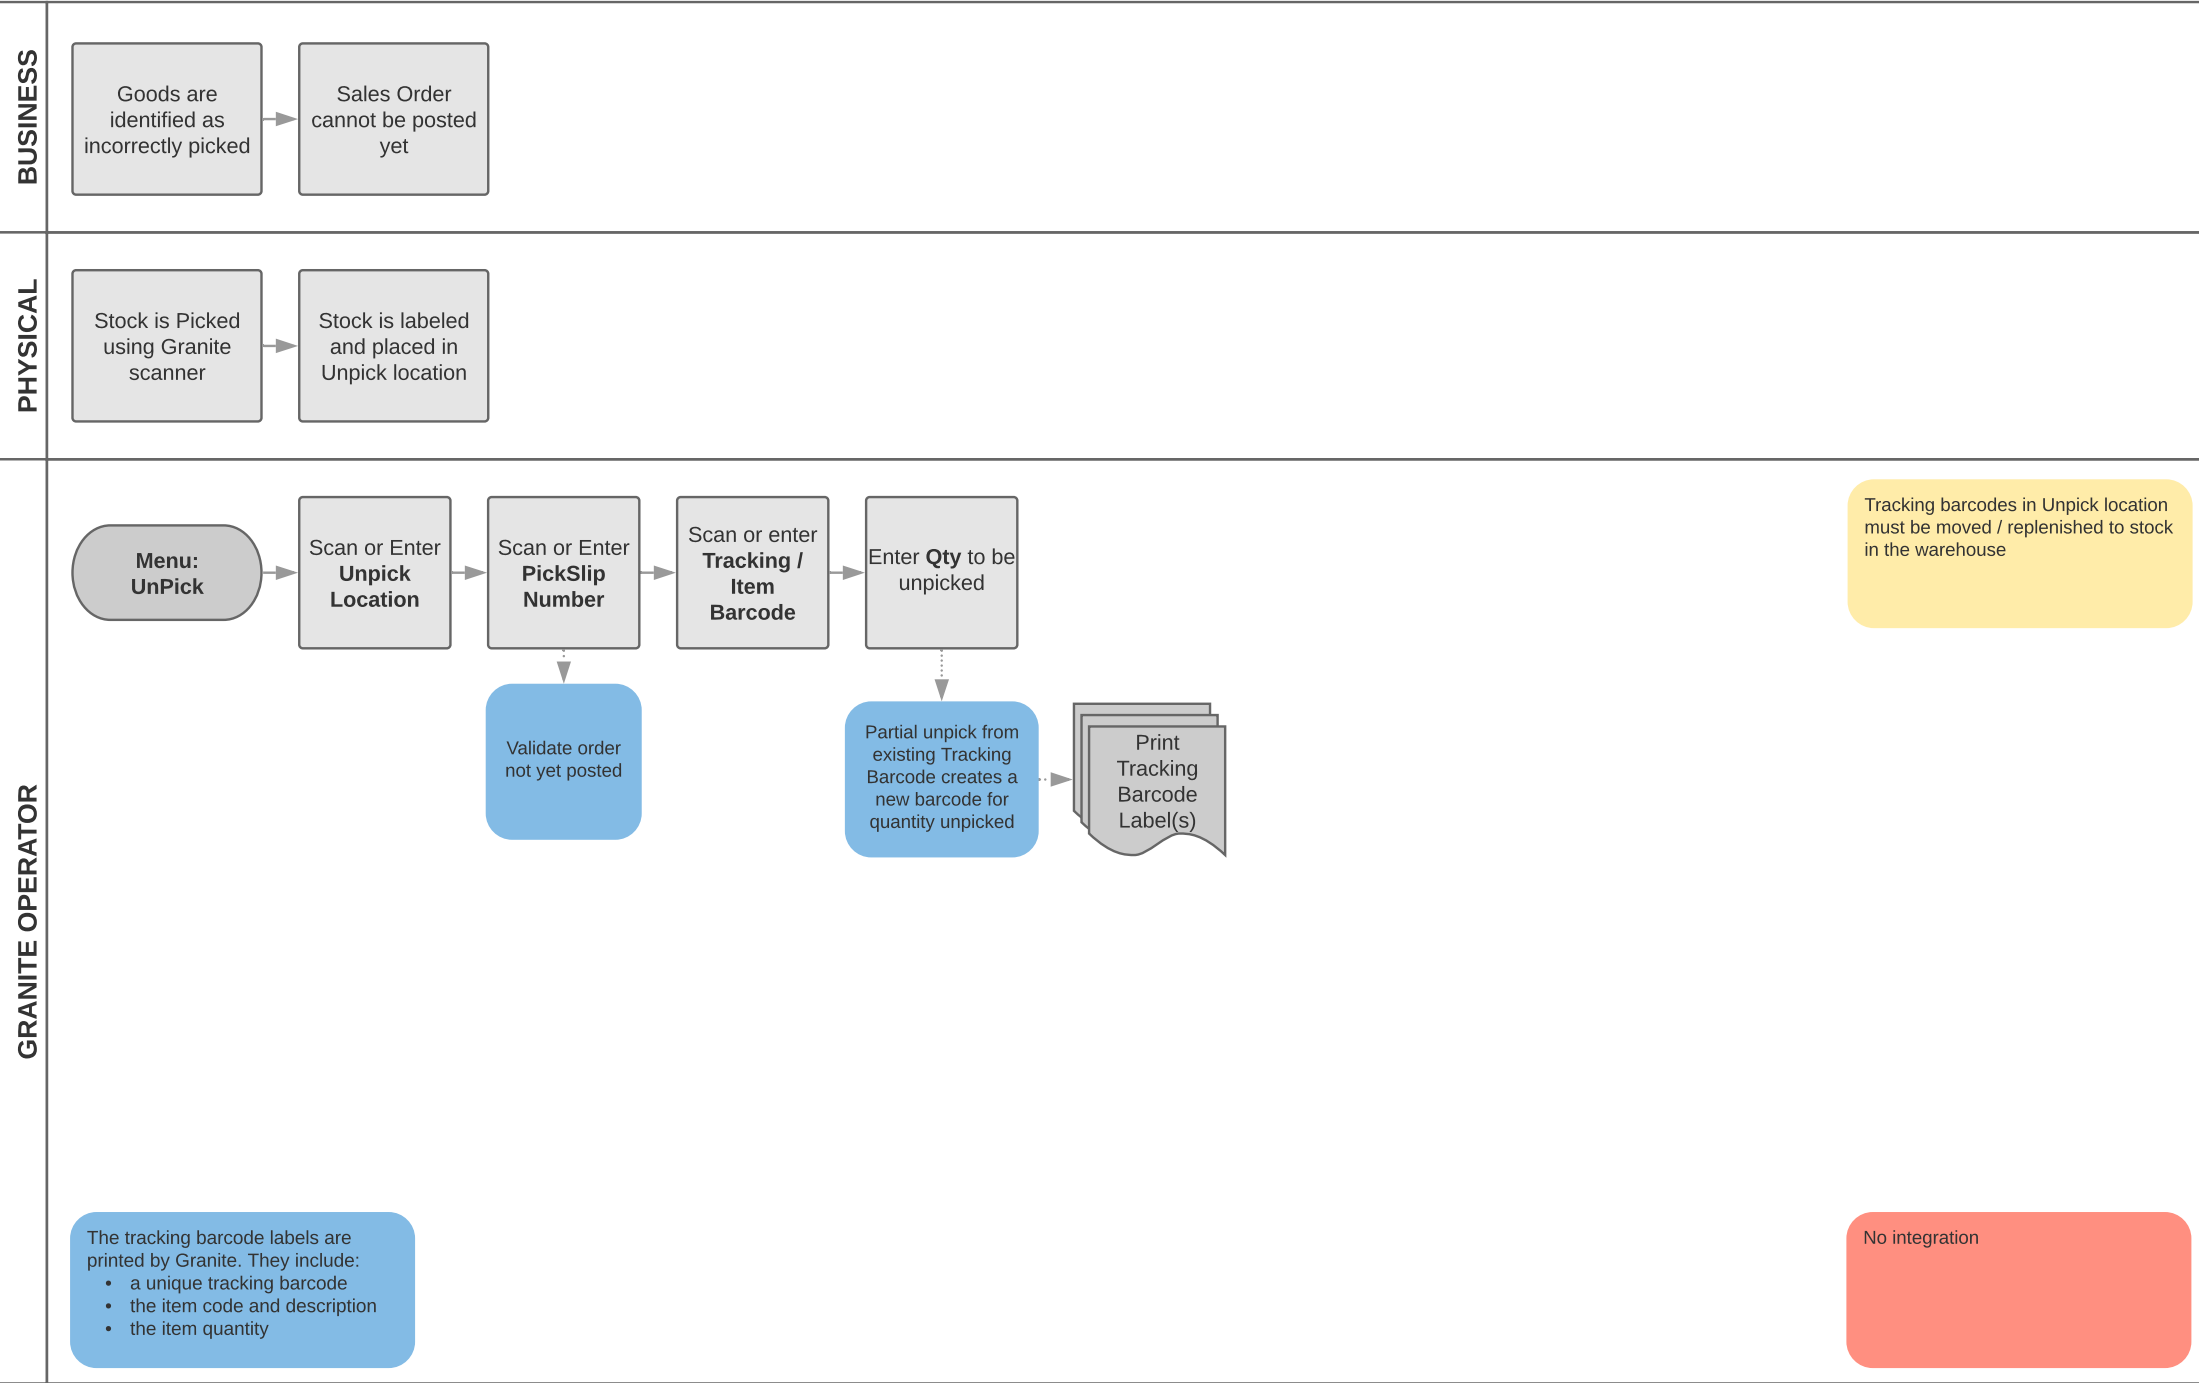 BUSINESS
Goods are
identified as
incorrectly picked
Sales Order
cannot be posted
yet
PHYSICAL
Stock is Picked
using Granite
scanner
Stock is labeled
and placed in
Unpick location
GRANITE OPERATOR
Menu:
UnPick
Scan or Enter
Unpick
Location
Scan or Enter
PickSlip
Number
Scan or enter
Tracking /
Item
Barcode
Enter Qty to be
unpicked
Tracking barcodes in Unpick location
must be moved / replenished to stock
in the warehouse
Validate order
not yet posted
Partial unpick from
existing Tracking
Barcode creates a
new barcode for
quantity unpicked
Print
Tracking
Barcode
Label(s)
The tracking barcode labels are
printed by Granite. They include:
• a unique tracking barcode
• the item code and description
• the item quantity
No integration